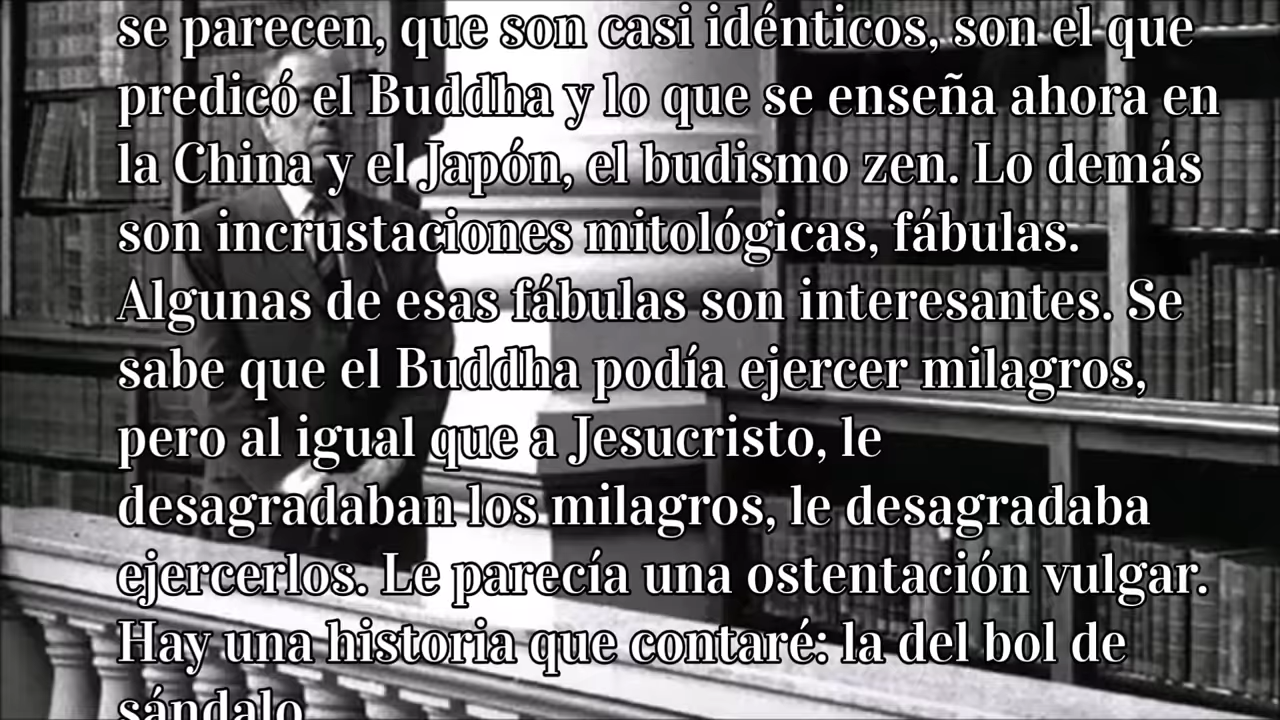 se parecen, que son casi idénticos, son el que
predicó el Buddha y lo que se enseña ahora en
la China y el Japón, el budismo zen. Lo demás
son incrustaciones mitológicas, fábulas.
Algunas de esas fábulas son interesantes. Se
sabe que el Buddha podía ejercer milagros,
pero al igual que a Jesucristo, le
desagradaban los milagros, le desagradaba
ejercerlos. Le parecía una ostentación vulgar.
Hay una historia que contaré: la del bol de
sándalo